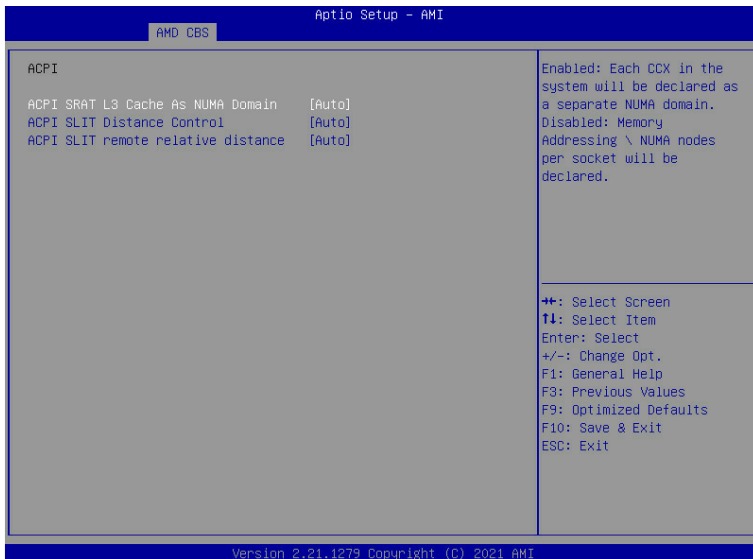 Aptio Setup – AMI
AMD CBS
ACPI
ACPI SRAT L3 Cache As NUMA Domain [Auto]
ACPI SLIT Distance Control [Auto]
ACPI SLIT remote relative distance [Auto]
Enabled: Each CCX in the
system will be declared as
a separate NUMA domain.
Disabled: Memory
Addressing \ NUMA nodes
per socket will be
declared.
→←: Select Screen
↑↓: Select Item
Enter: Select
+/-: Change Opt.
F1: General Help
F3: Previous Values
F9: Optimized Defaults
F10: Save & Exit
ESC: Exit
Version 2.21.1279 Copyright (C) 2021 AMI